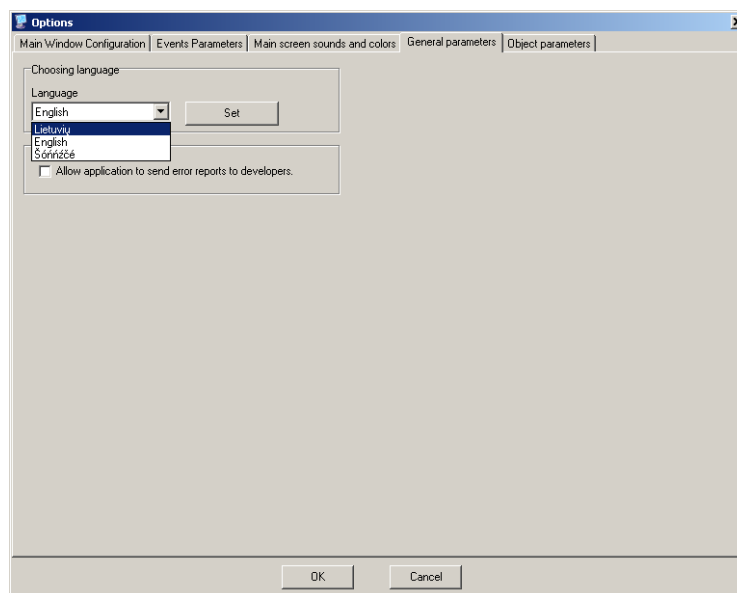 Options
Main Window Configuration Events Parameters Main screen sounds and colors General parameters Object parameters
Choosing language
Language
English Set
Lietuvių
English
Šóńńźčé
Allow application to send error reports to developers.
OK Cancel